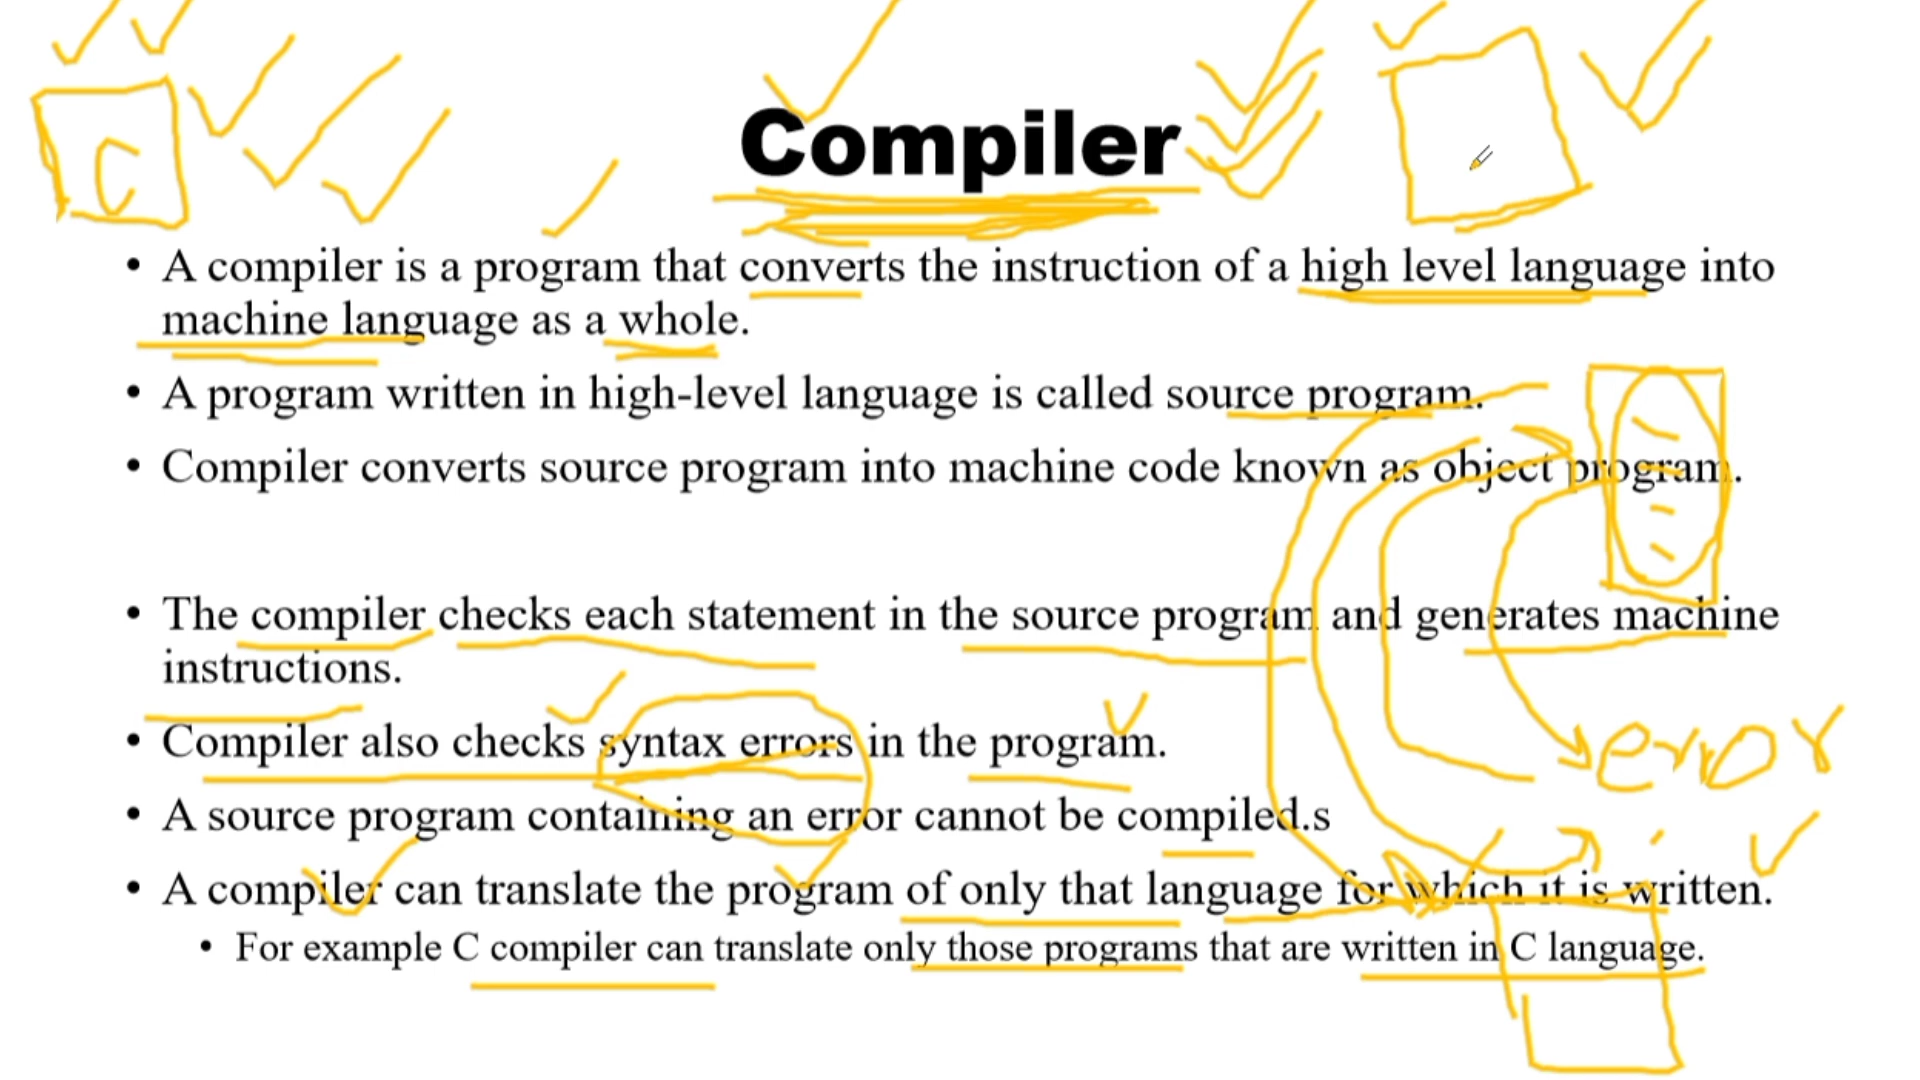 C
Compiler
• A compiler is a program that converts the instruction of a high level language into
machine language as a whole.
• A program written in high-level language is called source program.
• Compiler converts source program into machine code known as object program.
• The compiler checks each statement in the source program and generates machine
instructions.
• Compiler also checks syntax errors in the program.
error
• A source program containing an error cannot be compiled.s
• A compiler can translate the program of only that language for which it is written.
• For example C compiler can translate only those programs that are written in C language.